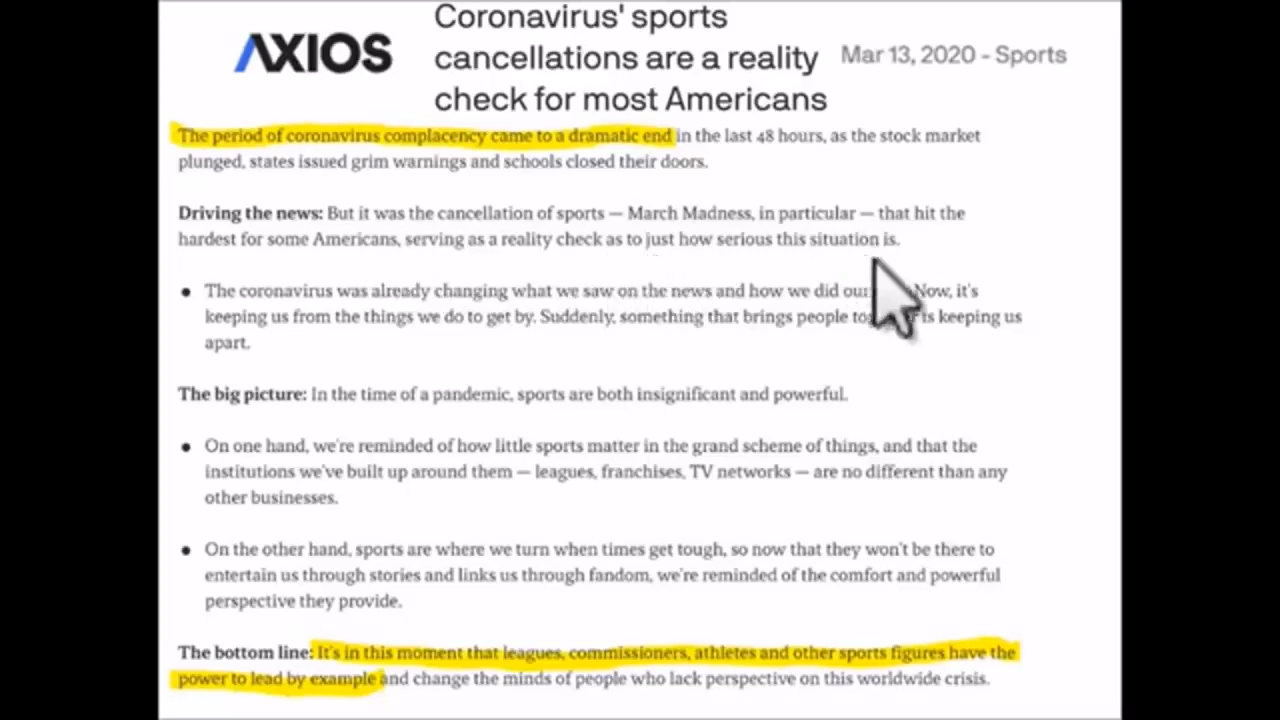 AXIOS
Coronavirus' sports
cancellations are a reality
check for most Americans
Mar 13, 2020 - Sports
The period of coronavirus complacency came to a dramatic end in the last 48 hours, as the stock market
plunged, states issued grim warnings and schools closed their doors.
Driving the news: But it was the cancellation of sports — March Madness, in particular — that hit the
hardest for some Americans, serving as a reality check as to just how serious this situation is.
• The coronavirus was already changing what we saw on the news and how we did our Now, it's
keeping us from the things we do to get by. Suddenly, something that brings people is keeping us
apart.
The big picture: In the time of a pandemic, sports are both insignificant and powerful.
• On one hand, we're reminded of how little sports matter in the grand scheme of things, and that the
institutions we've built up around them — leagues, franchises, TV networks — are no different than any
other businesses.
• On the other hand, sports are where we turn when times get tough, so now that they won't be there to
entertain us through stories and links us through fandom, we're reminded of the comfort and powerful
perspective they provide.
The bottom line: It's in this moment that leagues, commissioners, athletes and other sports figures have the
power to lead by example and change the minds of people who lack perspective on this worldwide crisis.